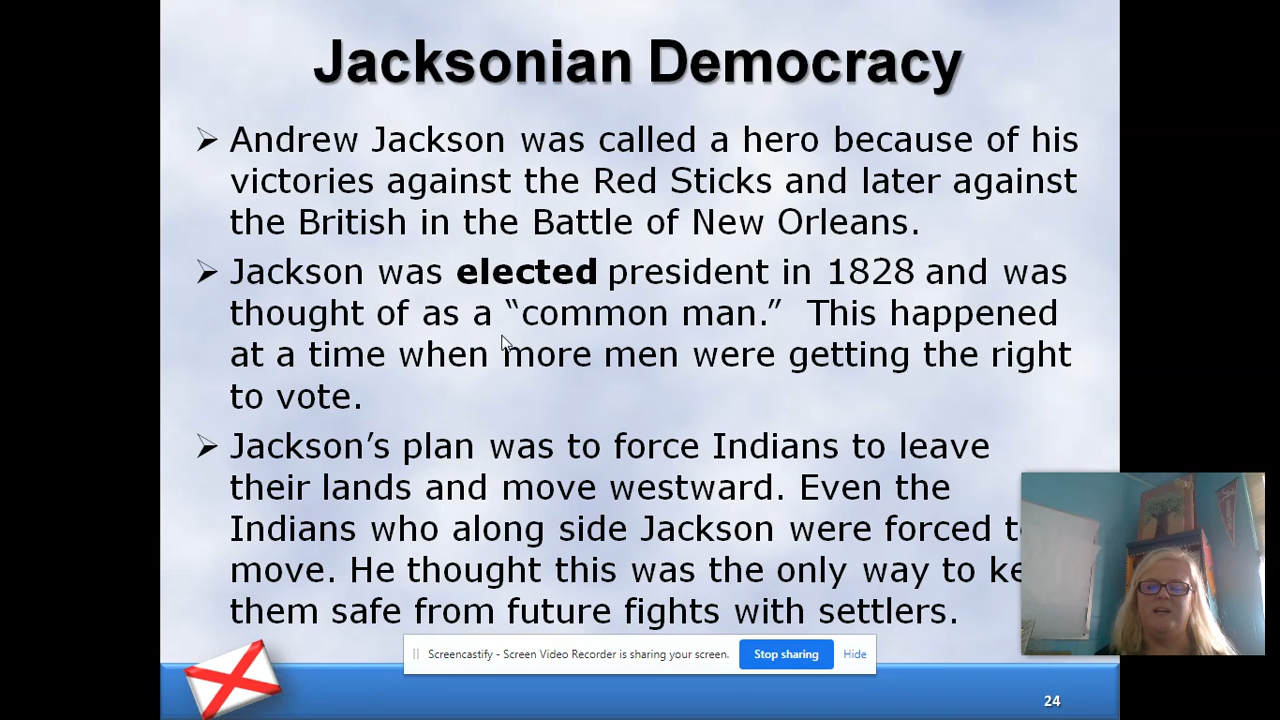 Jacksonian Democracy
Andrew Jackson was called a hero because of his
victories against the Red Sticks and later against
the British in the Battle of New Orleans.
Jackson was elected president in 1828 and was
thought of as a “common man.” This happened
at a time when more men were getting the right
to vote.
Jackson’s plan was to force Indians to leave
their lands and move westward. Even the
Indians who along side Jackson were forced
move. He thought this was the only way to
them safe from future fights with settlers.
Screencastify - Screen Video Recorder is sharing your screen.
Stop sharing
Hide
24